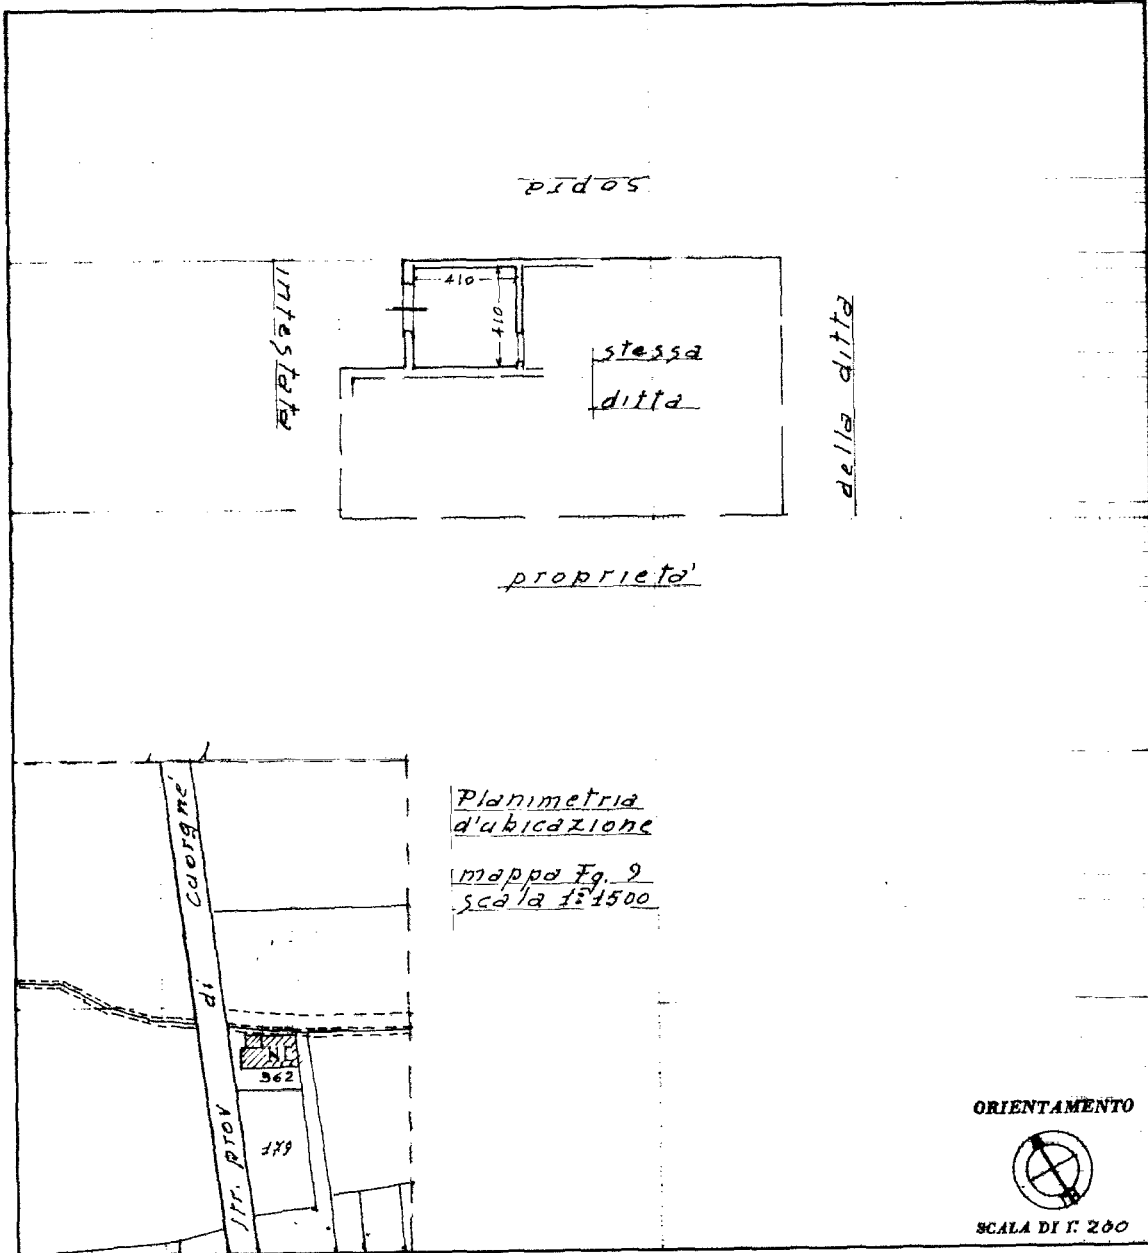 sopra
intestata
410
410
stessa
ditta
della ditta
proprieta'
Planimetria
d'ubicazione
mappa Fg. 9
scala 1:1500
str. prov di Cuorgne'
N
362
179
ORIENTAMENTO
SCALA DI 1: 200